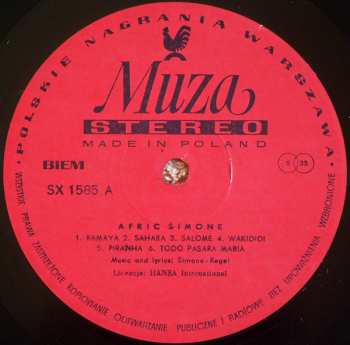 · POLSKIE NAGRANIA WARSZAWA ·
Muza
STEREO
MADE IN POLAND
BIEM
SX 1585 A
S 33
AFRIC SIMONE
1. RAMAYA 2. SAHARA 3. SALOME 4. WAKIDIDI
5. PIRANHA 6. TODO PASARA MARIA
Music and lyrics: Simone - Regel
Licencja: HANSA International
WSZYSTKIE PRAWA ZASTRZEŻONE KOPIOWANIE ODTWARZANIE PUBLICZNE I RADIOWE BEZ UPOWAŻNIENIA WZBRONIONE